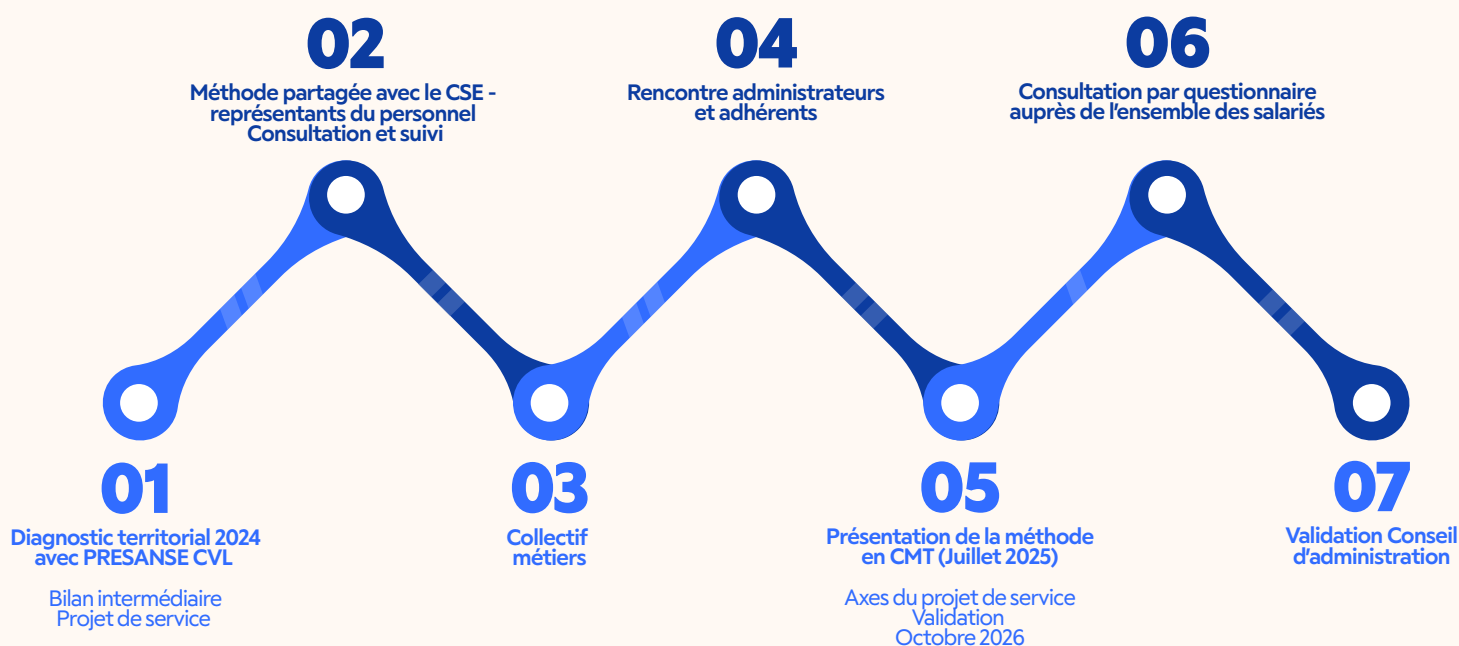 02
Méthode partagée avec le CSE -
représentants du personnel
Consultation et suivi
04
Rencontre administrateurs
et adhérents
06
Consultation par questionnaire
auprès de l'ensemble des salariés
01
Diagnostic territorial 2024
avec PRESANSE CVL
Bilan intermédiaire
Projet de service
03
Collectif
métiers
05
Présentation de la méthode
en CMT (Juillet 2025)
Axes du projet de service
Validation
Octobre 2026
07
Validation Conseil
d'administration